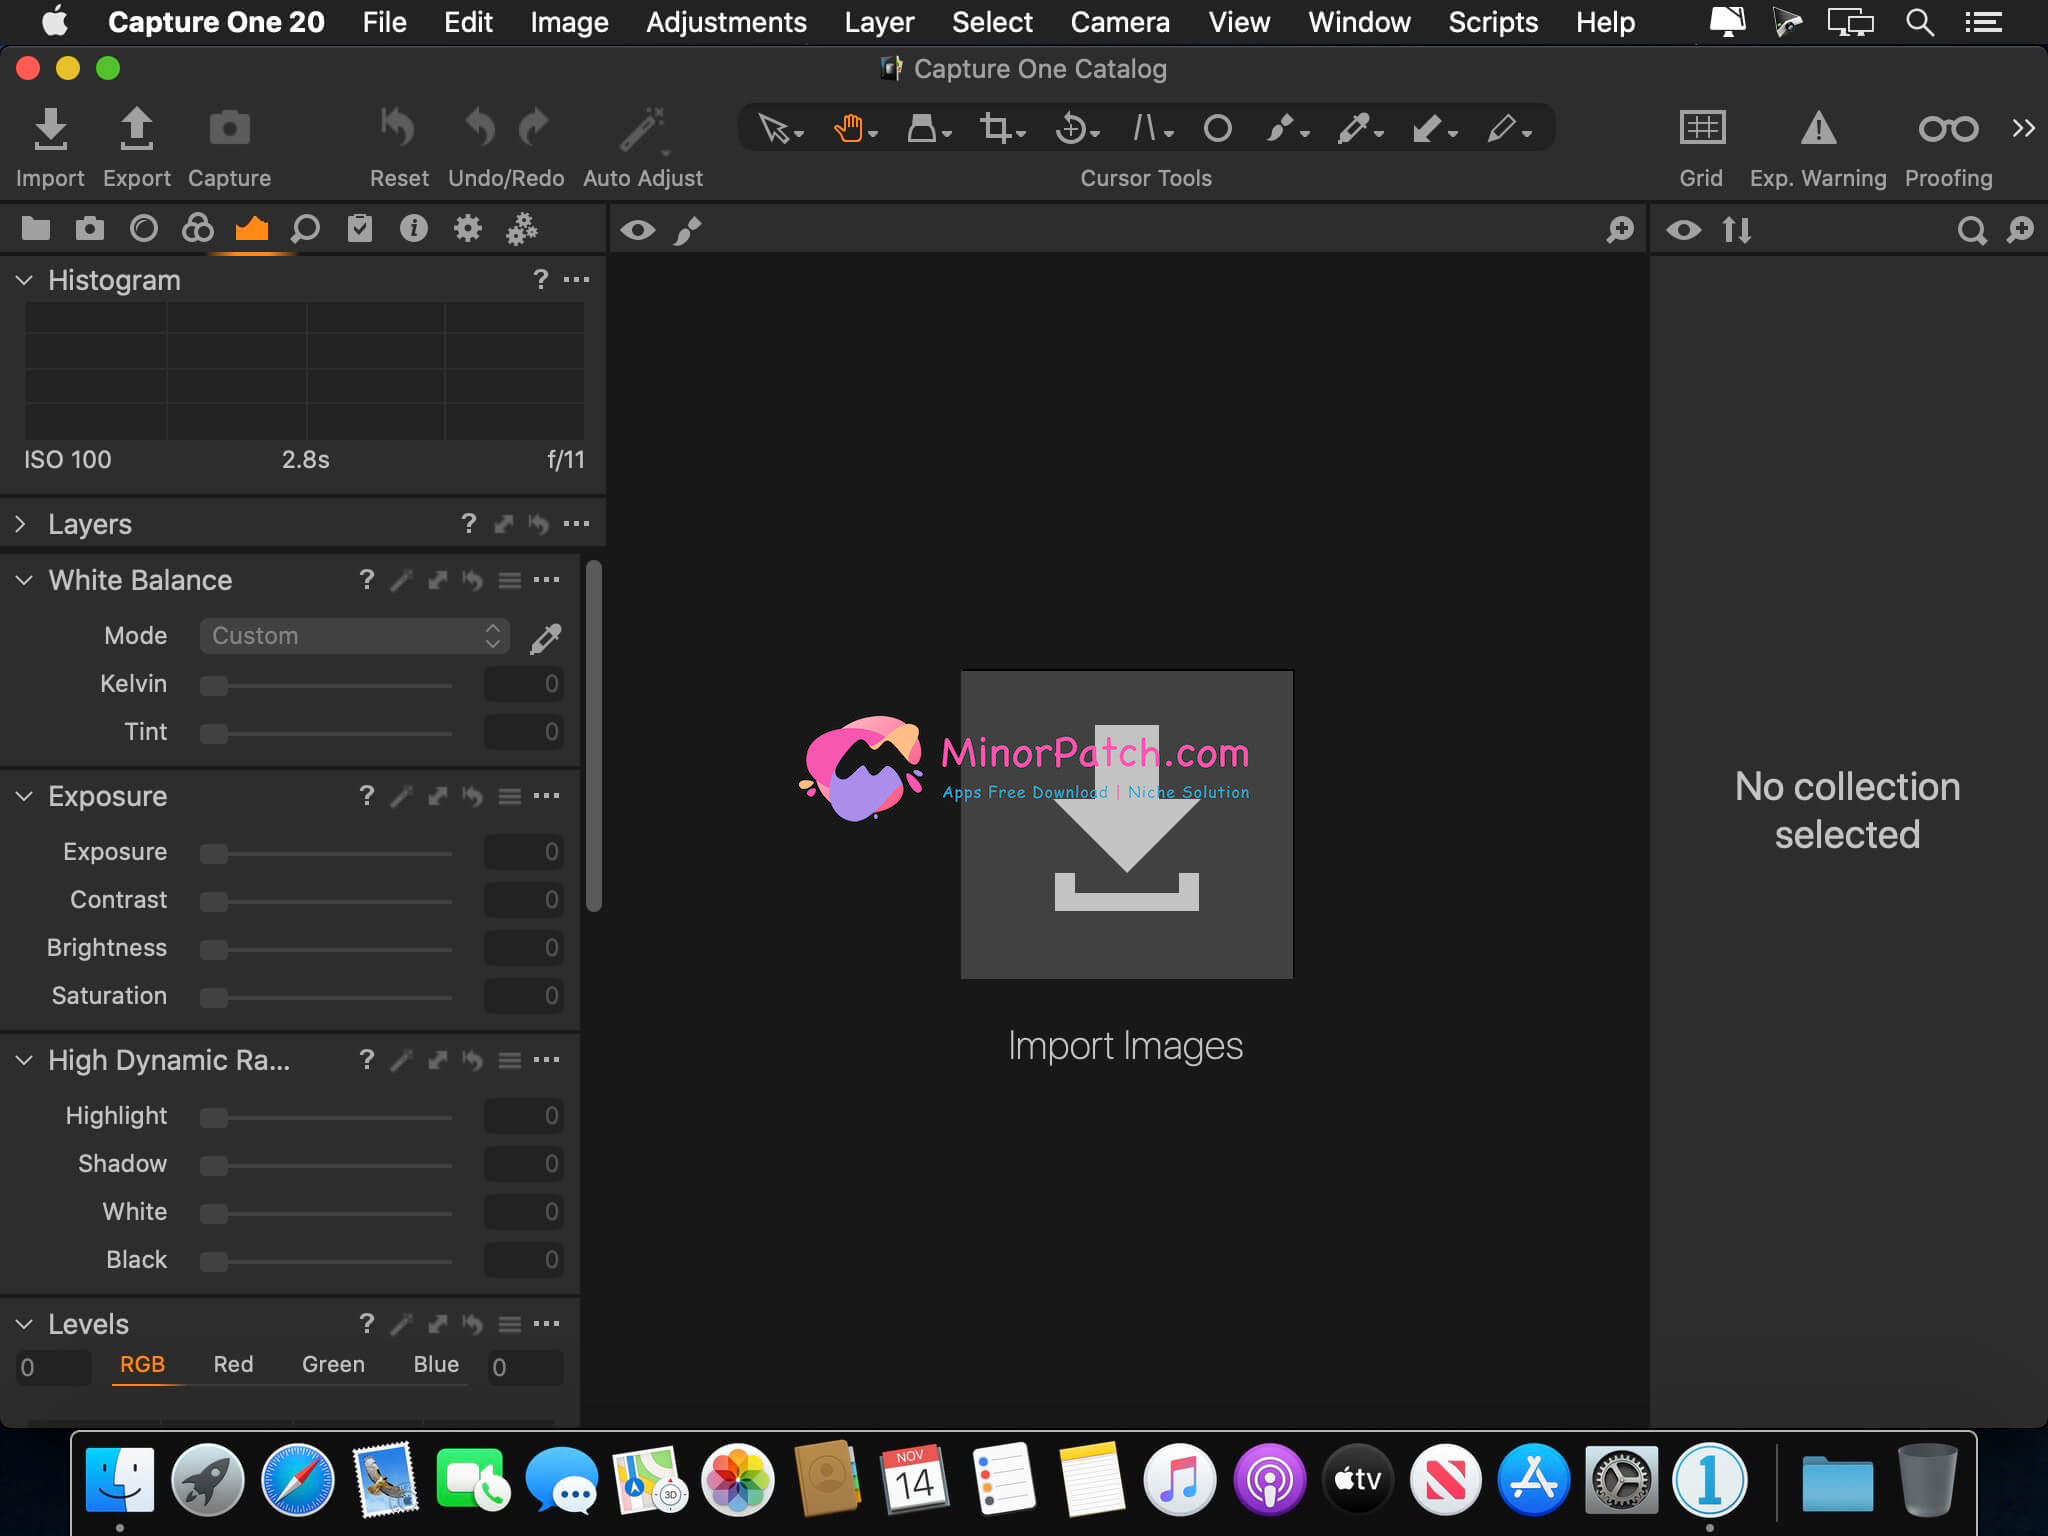 Capture One 20 File Edit Image Adjustments Layer Select Camera View Window Scripts Help
Capture One Catalog
Import Export Capture Reset Undo/Redo Auto Adjust Cursor Tools Grid Exp. Warning Proofing
Histogram ?
ISO 100 2.8s f/11
Layers ?
White Balance ?
Mode Custom
Kelvin 0
Tint 0
Exposure ?
Exposure 0
Contrast 0
Brightness 0
Saturation 0
High Dynamic Ra... ?
Highlight 0
Shadow 0
White 0
Black 0
Levels ?
0 RGB Red Green Blue 0
MinorPatch.com
Apps Free Download | Niche Solution
Import Images
No collection
selected
3D
NOV
14
tv
1